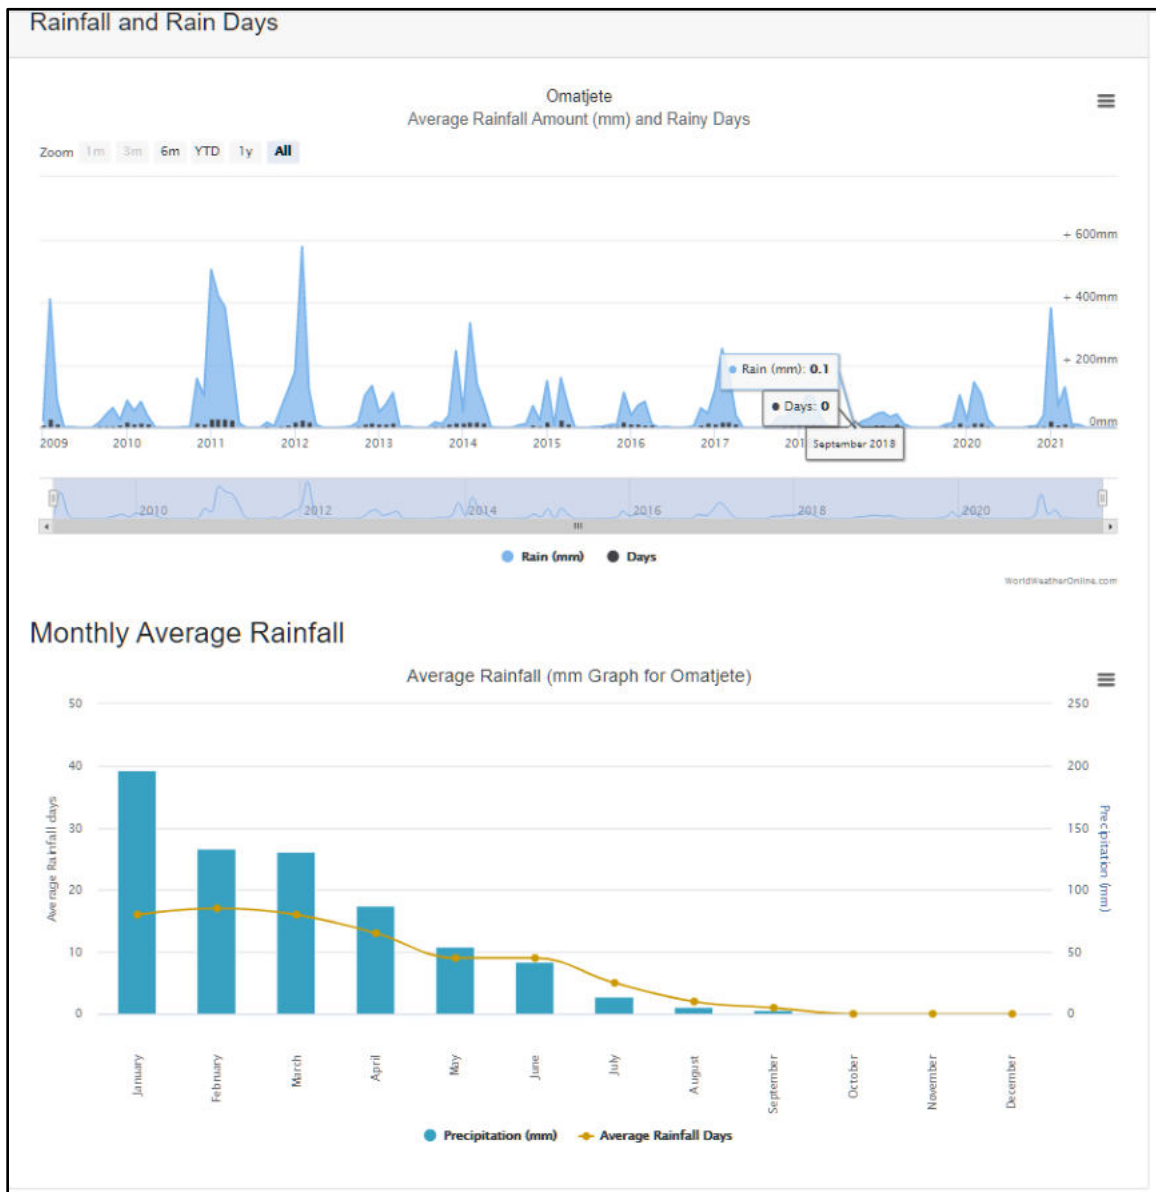 Rainfall and Rain Days
Omatjete
Average Rainfall Amount (mm) and Rainy Days
Zoom 1m 3m 6m YTD 1y All
+ 600mm
+ 400mm
+ 200mm
Rain (mm): 0.1
Days: 0
0mm
2009 2010 2011 2012 2013 2014 2015 2016 2017 2020 2021
September 2018
2010 2012 2014 2016 2018 2020
Rain (mm) Days
WorldWeatherOnline.com
Monthly Average Rainfall
Average Rainfall (mm Graph for Omatjete)
50 250
40 200
30 150
20 100
10 50
0 0
Average Rainfall days
Precipitation (mm)
January February March April May June July August September October November December
Precipitation (mm) Average Rainfall Days